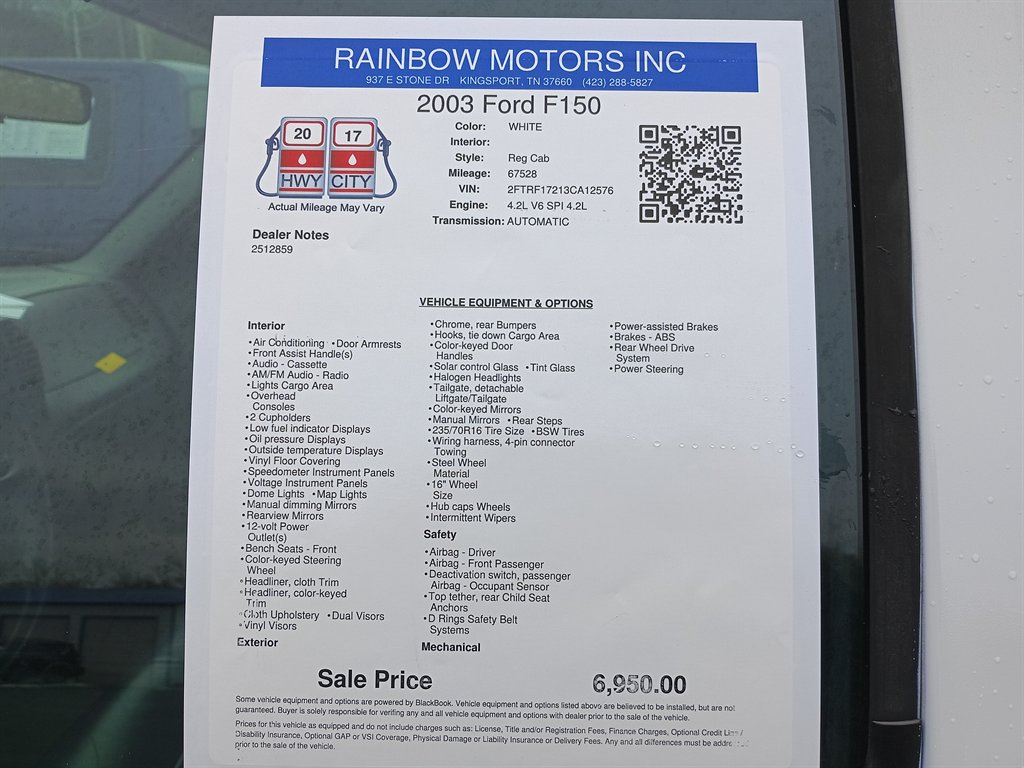 RAINBOW MOTORS INC
937 E STONE DR KINGSPORT, TN 37660 (423) 288-5827
2003 Ford F150
20 17
HWY CITY
Actual Mileage May Vary
Color: WHITE
Interior:
Style: Reg Cab
Mileage: 67528
VIN: 2FTRF17213CA12576
Engine: 4.2L V6 SPI 4.2L
Transmission: AUTOMATIC
Dealer Notes
2512859
VEHICLE EQUIPMENT & OPTIONS
Interior
•Air Conditioning •Door Armrests
•Front Assist Handle(s)
•Audio - Cassette
•AM/FM Audio - Radio
•Lights Cargo Area
•Overhead
Consoles
•2 Cupholders
•Low fuel indicator Displays
•Oil pressure Displays
•Outside temperature Displays
•Vinyl Floor Covering
•Speedometer Instrument Panels
•Voltage Instrument Panels
•Dome Lights •Map Lights
•Manual dimming Mirrors
•Rearview Mirrors
•12-volt Power
Outlet(s)
•Bench Seats - Front
•Color-keyed Steering
Wheel
•Headliner, cloth Trim
•Headliner, color-keyed
Trim
•Cloth Upholstery •Dual Visors
•Vinyl Visors
Exterior
•Chrome, rear Bumpers
•Hooks, tie down Cargo Area
•Color-keyed Door
Handles
•Solar control Glass •Tint Glass
•Halogen Headlights
•Tailgate, detachable
Liftgate/Tailgate
•Color-keyed Mirrors
•Manual Mirrors •Rear Steps
•235/70R16 Tire Size •BSW Tires
•Wiring harness, 4-pin connector
Towing
•Steel Wheel
Material
•16" Wheel
Size
•Hub caps Wheels
•Intermittent Wipers
Safety
•Airbag - Driver
•Airbag - Front Passenger
•Deactivation switch, passenger
Airbag - Occupant Sensor
•Top tether, rear Child Seat
Anchors
•D Rings Safety Belt
Systems
Mechanical
•Power-assisted Brakes
•Brakes - ABS
•Rear Wheel Drive
System
•Power Steering
Sale Price 6,950.00
Some vehicle equipment and options are powered by BlackBook. Vehicle equipment and options listed above are believed to be installed, but are not
guaranteed. Buyer is solely responsible for verifing any and all vehicle equipment and options with dealer prior to the sale of the vehicle.
Prices for this vehicle as equipped and do not include charges such as: License, Title and/or Registration Fees, Finance Charges, Optional Credit Life /
Disability Insurance, Optional GAP or VSI Coverage, Physical Damage or Liability Insurance or Delivery Fees. Any and all differences must be
prior to the sale of the vehicle.